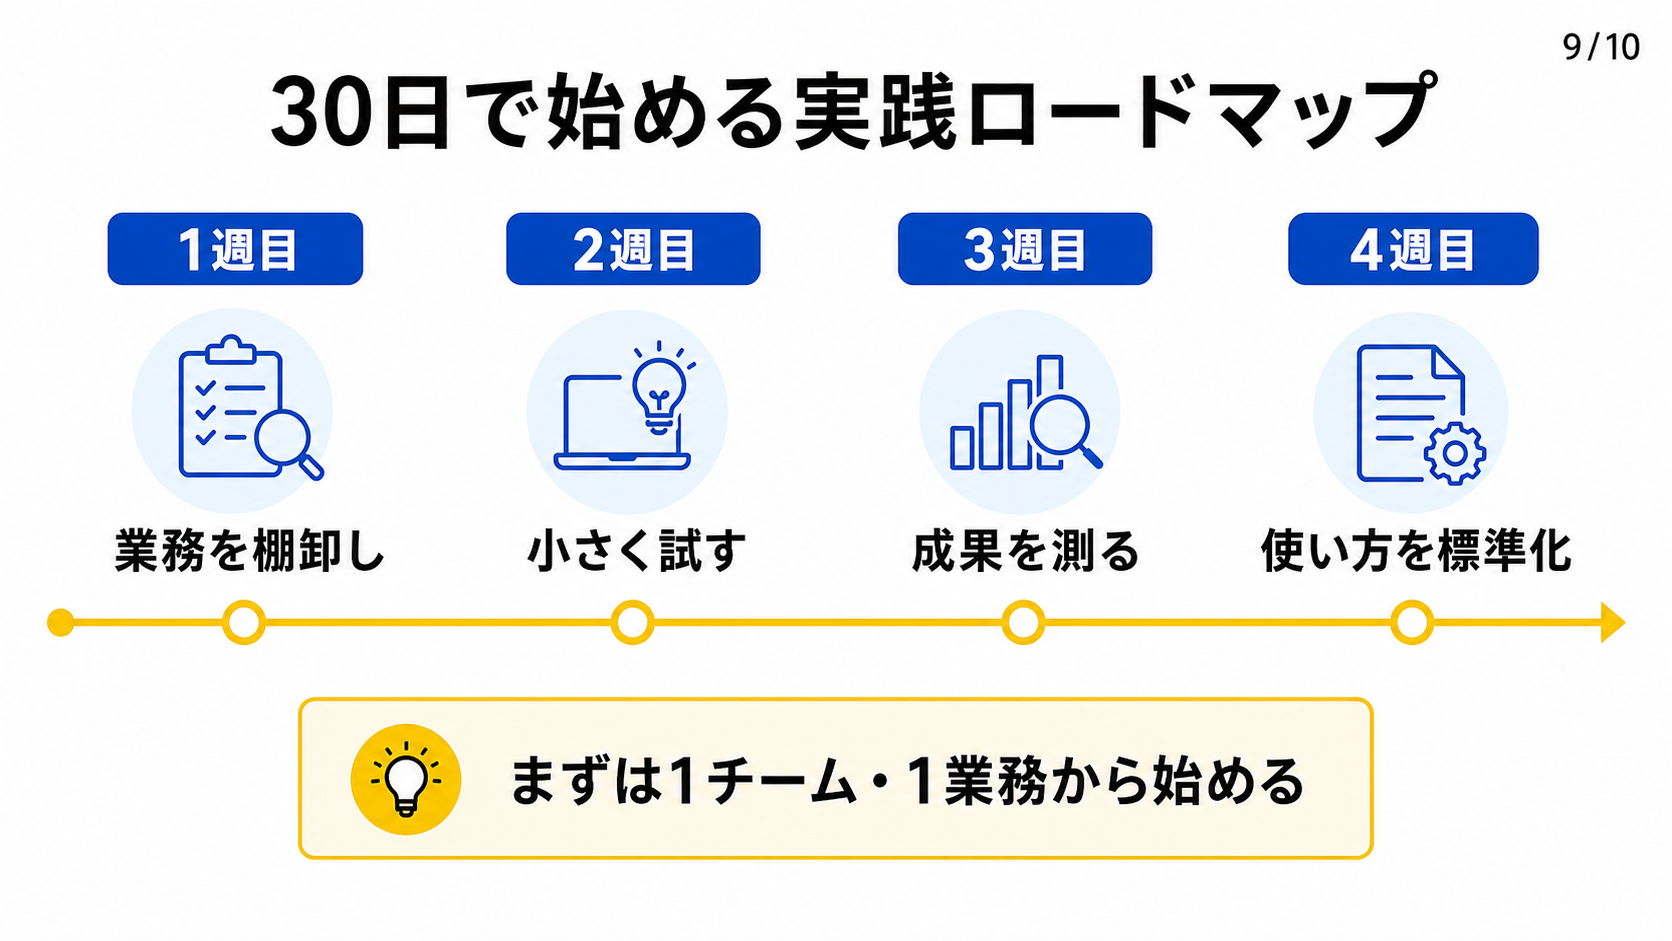 9/10
30日で始める実践ロードマップ
1週目
2週目
3週目
4週目
業務を棚卸し
小さく試す
成果を測る
使い方を標準化
まずは1チーム・1業務から始める